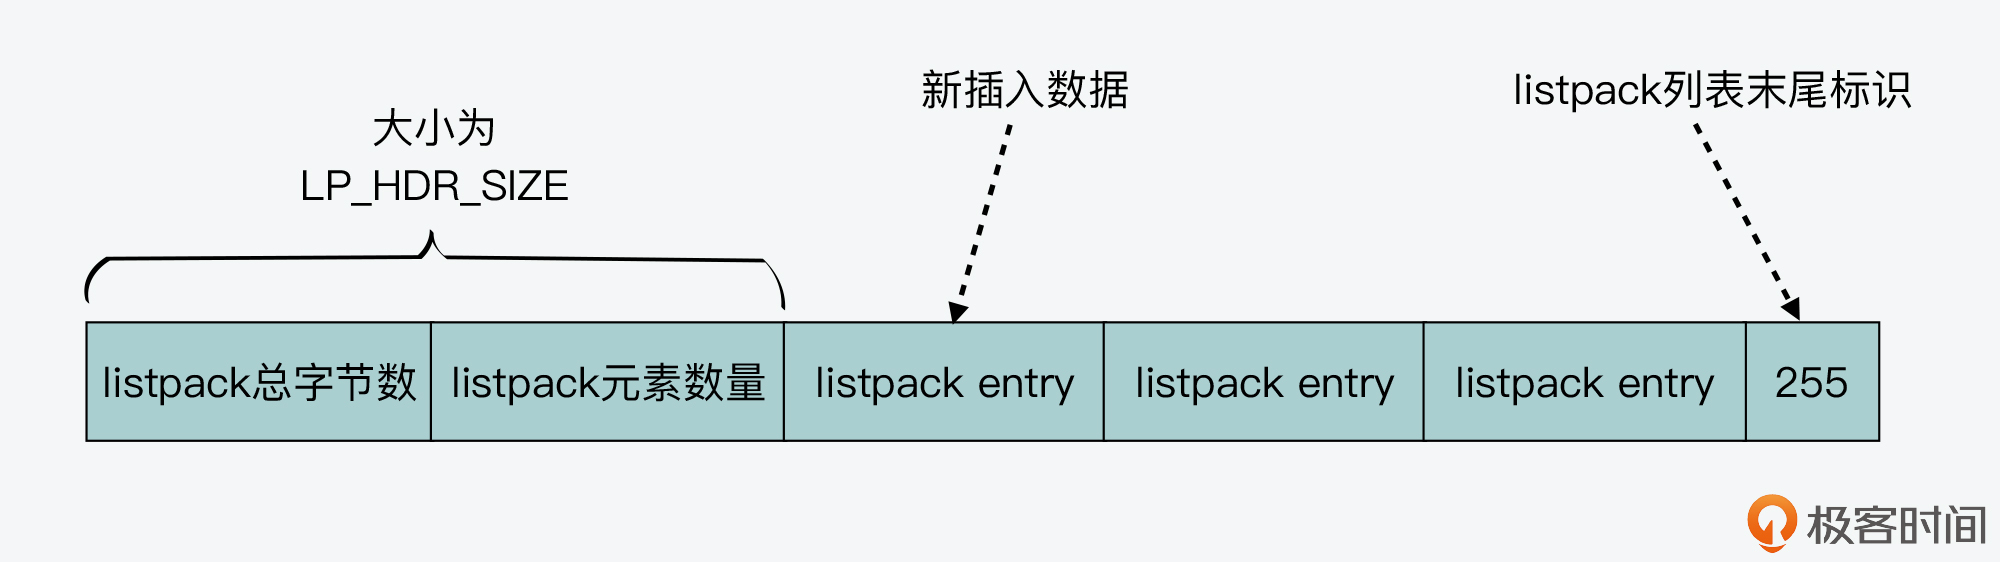 新插入数据
listpack列表末尾标识
大小为
LP_HDR_SIZE
listpack总字节数
listpack元素数量
listpack entry
listpack entry
listpack entry
255
极客时间